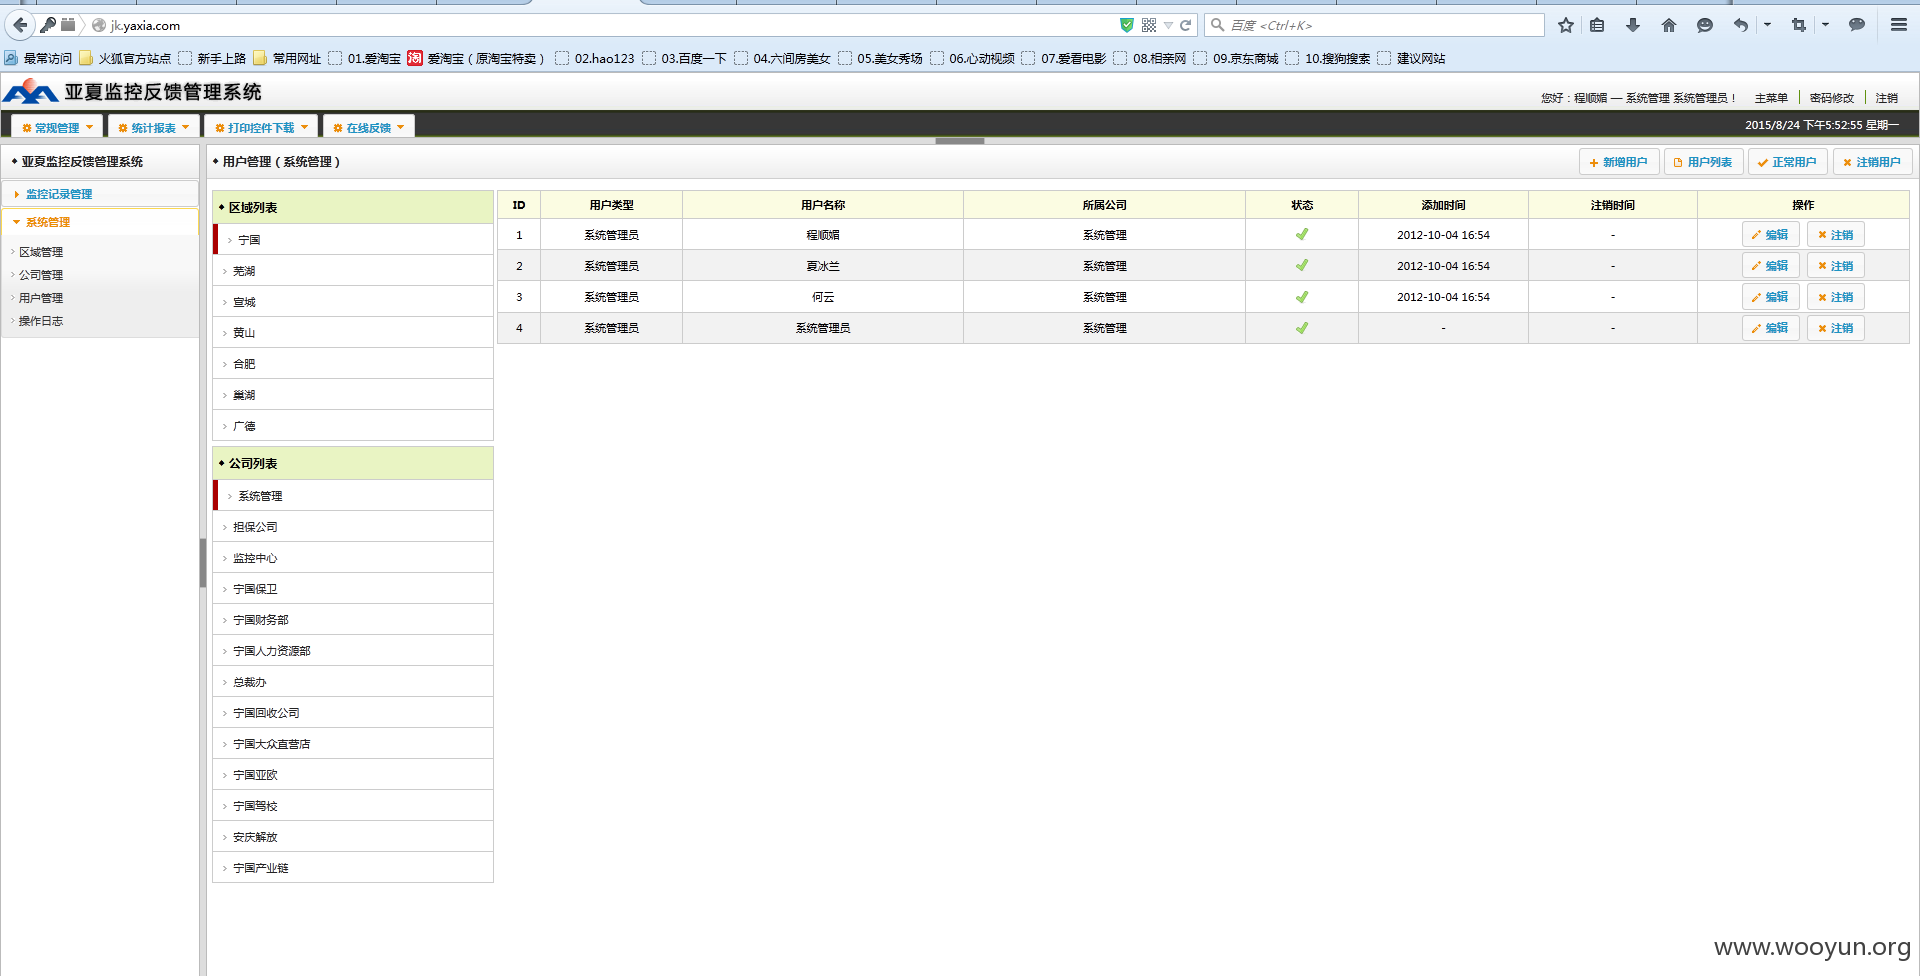 jk.yaxia.com
百度 <Ctrl+K>
最常访问 火狐官方站点 新手上路 常用网址 01.爱淘宝 淘 爱淘宝（原淘宝特卖） 02.hao123 03.百度一下 04.六间房美女 05.美女秀场 06.心动视频 07.爱看电影 08.相亲网 09.京东商城 10.搜狗搜索 建议网站
亚夏监控反馈管理系统
您好：程顺媚 — 系统管理 系统管理员！ 主菜单 密码修改 注销
常规管理 统计报表 打印控件下载 在线反馈
2015/8/24 下午5:52:55 星期一
亚夏监控反馈管理系统
监控记录管理
系统管理
区域管理
公司管理
用户管理
操作日志
用户管理（系统管理）
新增用户 用户列表 正常用户 注销用户
区域列表
宁国
芜湖
宣城
黄山
合肥
巢湖
广德
公司列表
系统管理
担保公司
监控中心
宁国保卫
宁国财务部
宁国人力资源部
总裁办
宁国回收公司
宁国大众直营店
宁国亚欧
宁国驾校
安庆解放
宁国产业链
ID 用户类型 用户名称 所属公司 状态 添加时间 注销时间 操作
1 系统管理员 程顺媚 系统管理 2012-10-04 16:54 - 编辑 注销
2 系统管理员 夏冰兰 系统管理 2012-10-04 16:54 - 编辑 注销
3 系统管理员 何云 系统管理 2012-10-04 16:54 - 编辑 注销
4 系统管理员 系统管理员 系统管理 - - 编辑 注销
www.wooyun.org